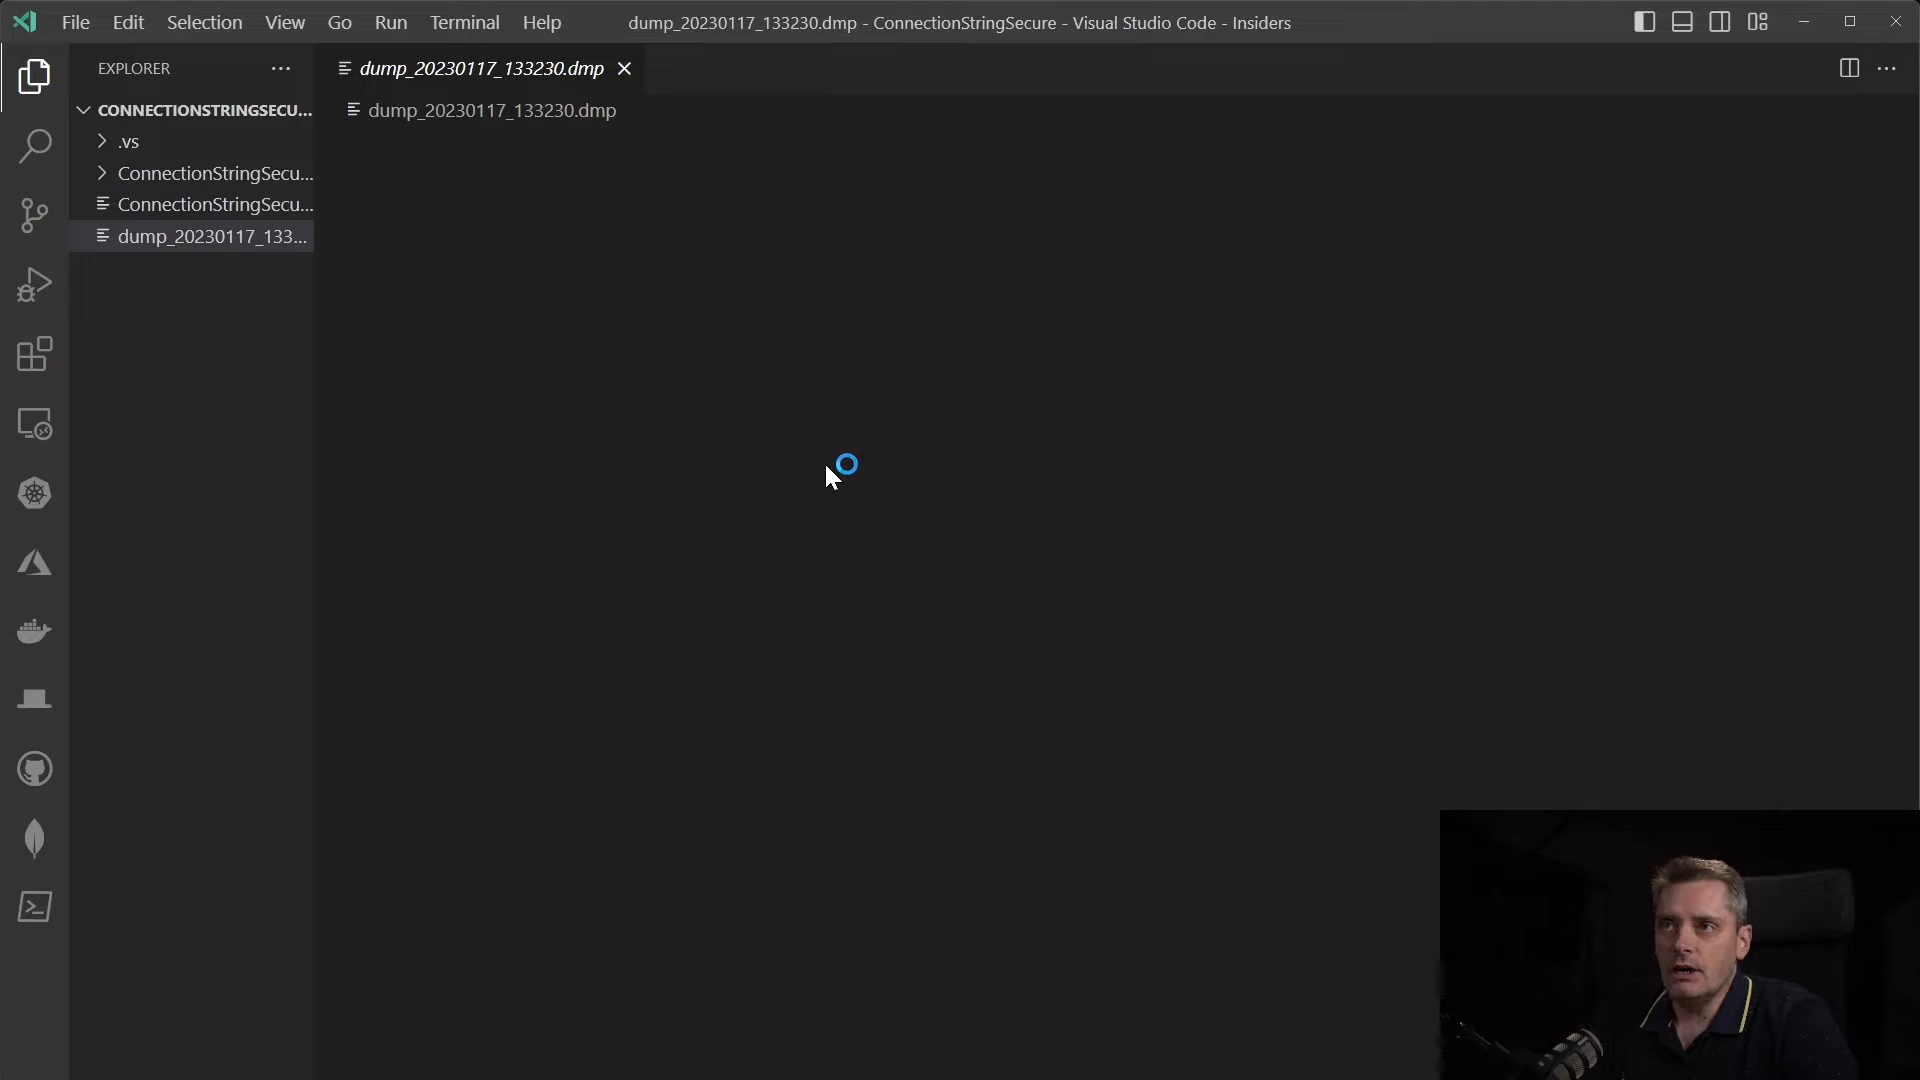 File Edit Selection View Go Run Terminal Help
dump_20230117_133230.dmp - ConnectionStringSecure - Visual Studio Code - Insiders
EXPLORER
dump_20230117_133230.dmp
CONNECTIONSTRINGSECU...
dump_20230117_133230.dmp
.vs
ConnectionStringSecu...
ConnectionStringSecu...
dump_20230117_133...